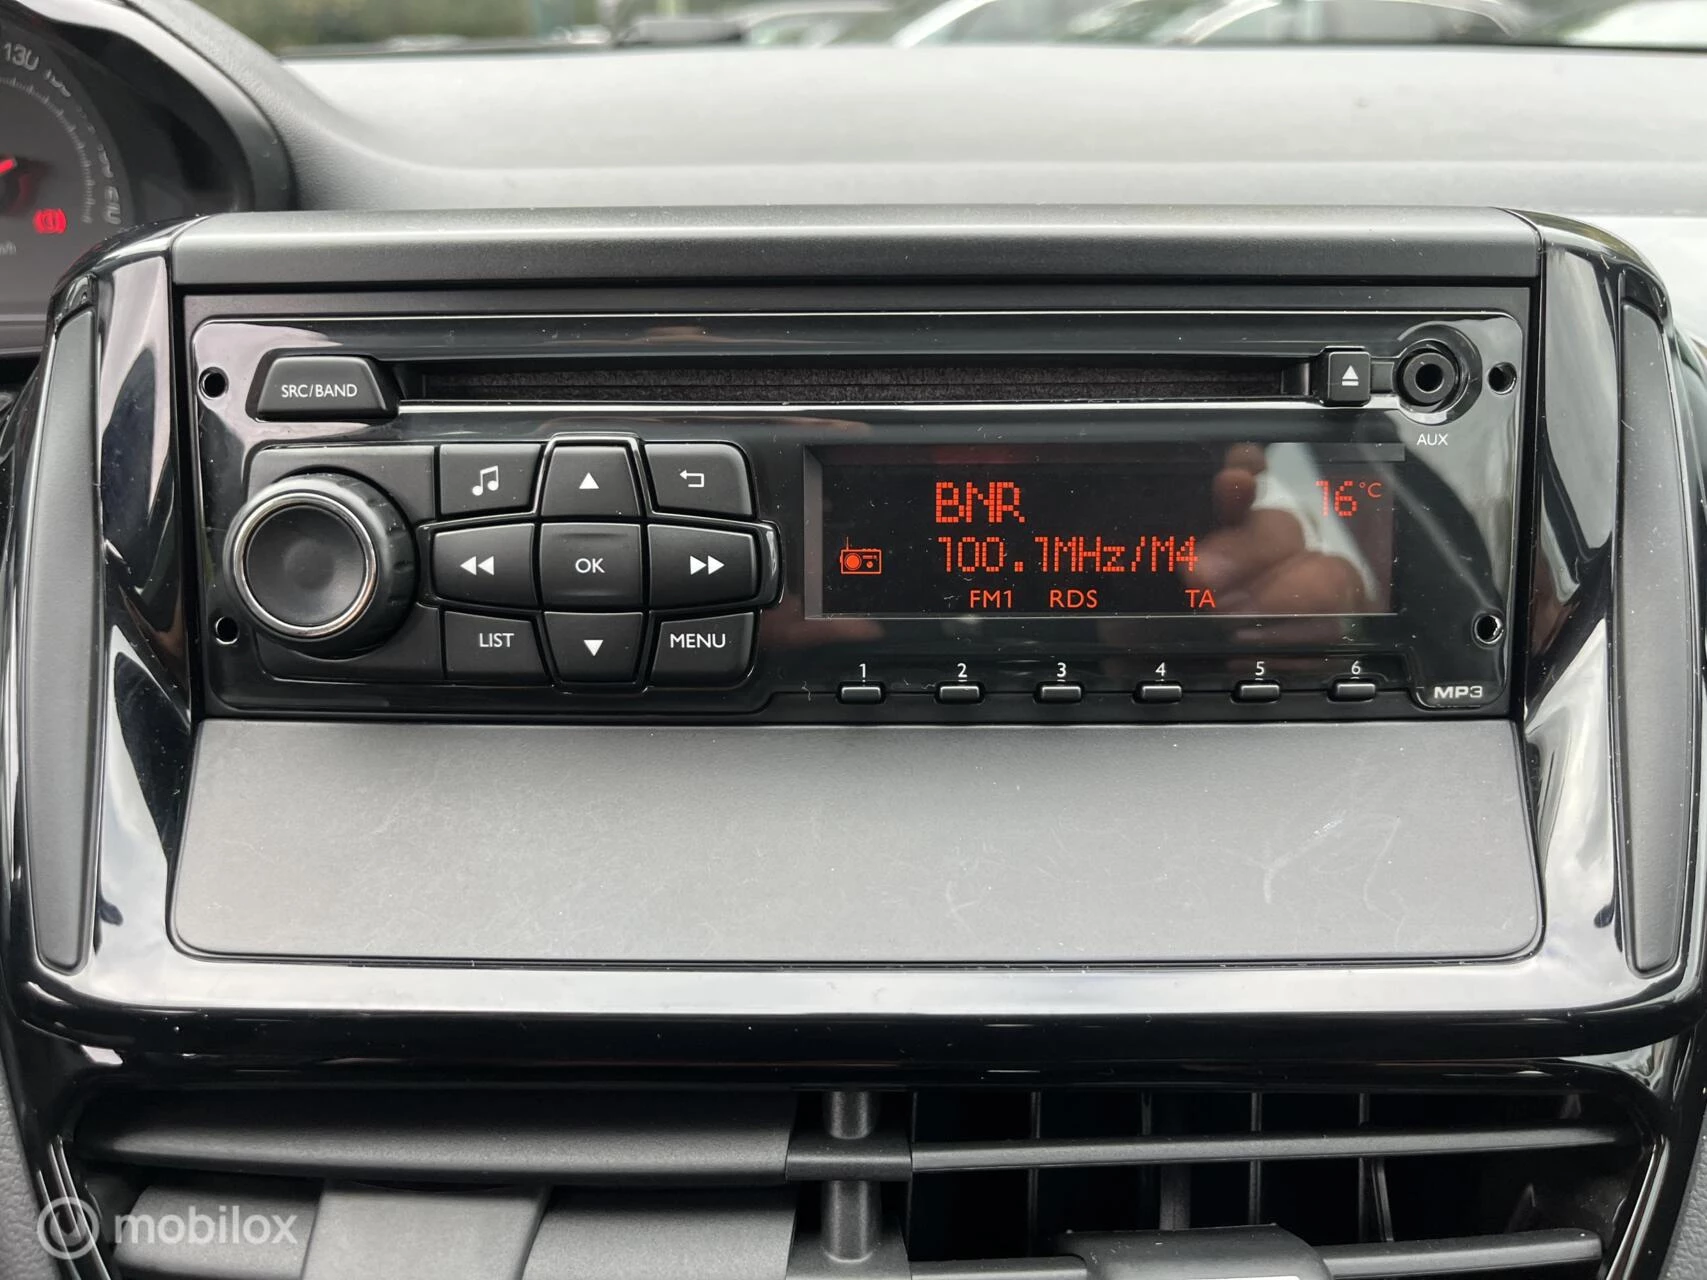 130
SRC/BAND
AUX
BNR
16°C
OK
100.1MHz/M4
FM1 RDS TA
LIST
MENU
1 2 3 4 5 6
MP3
mobilox